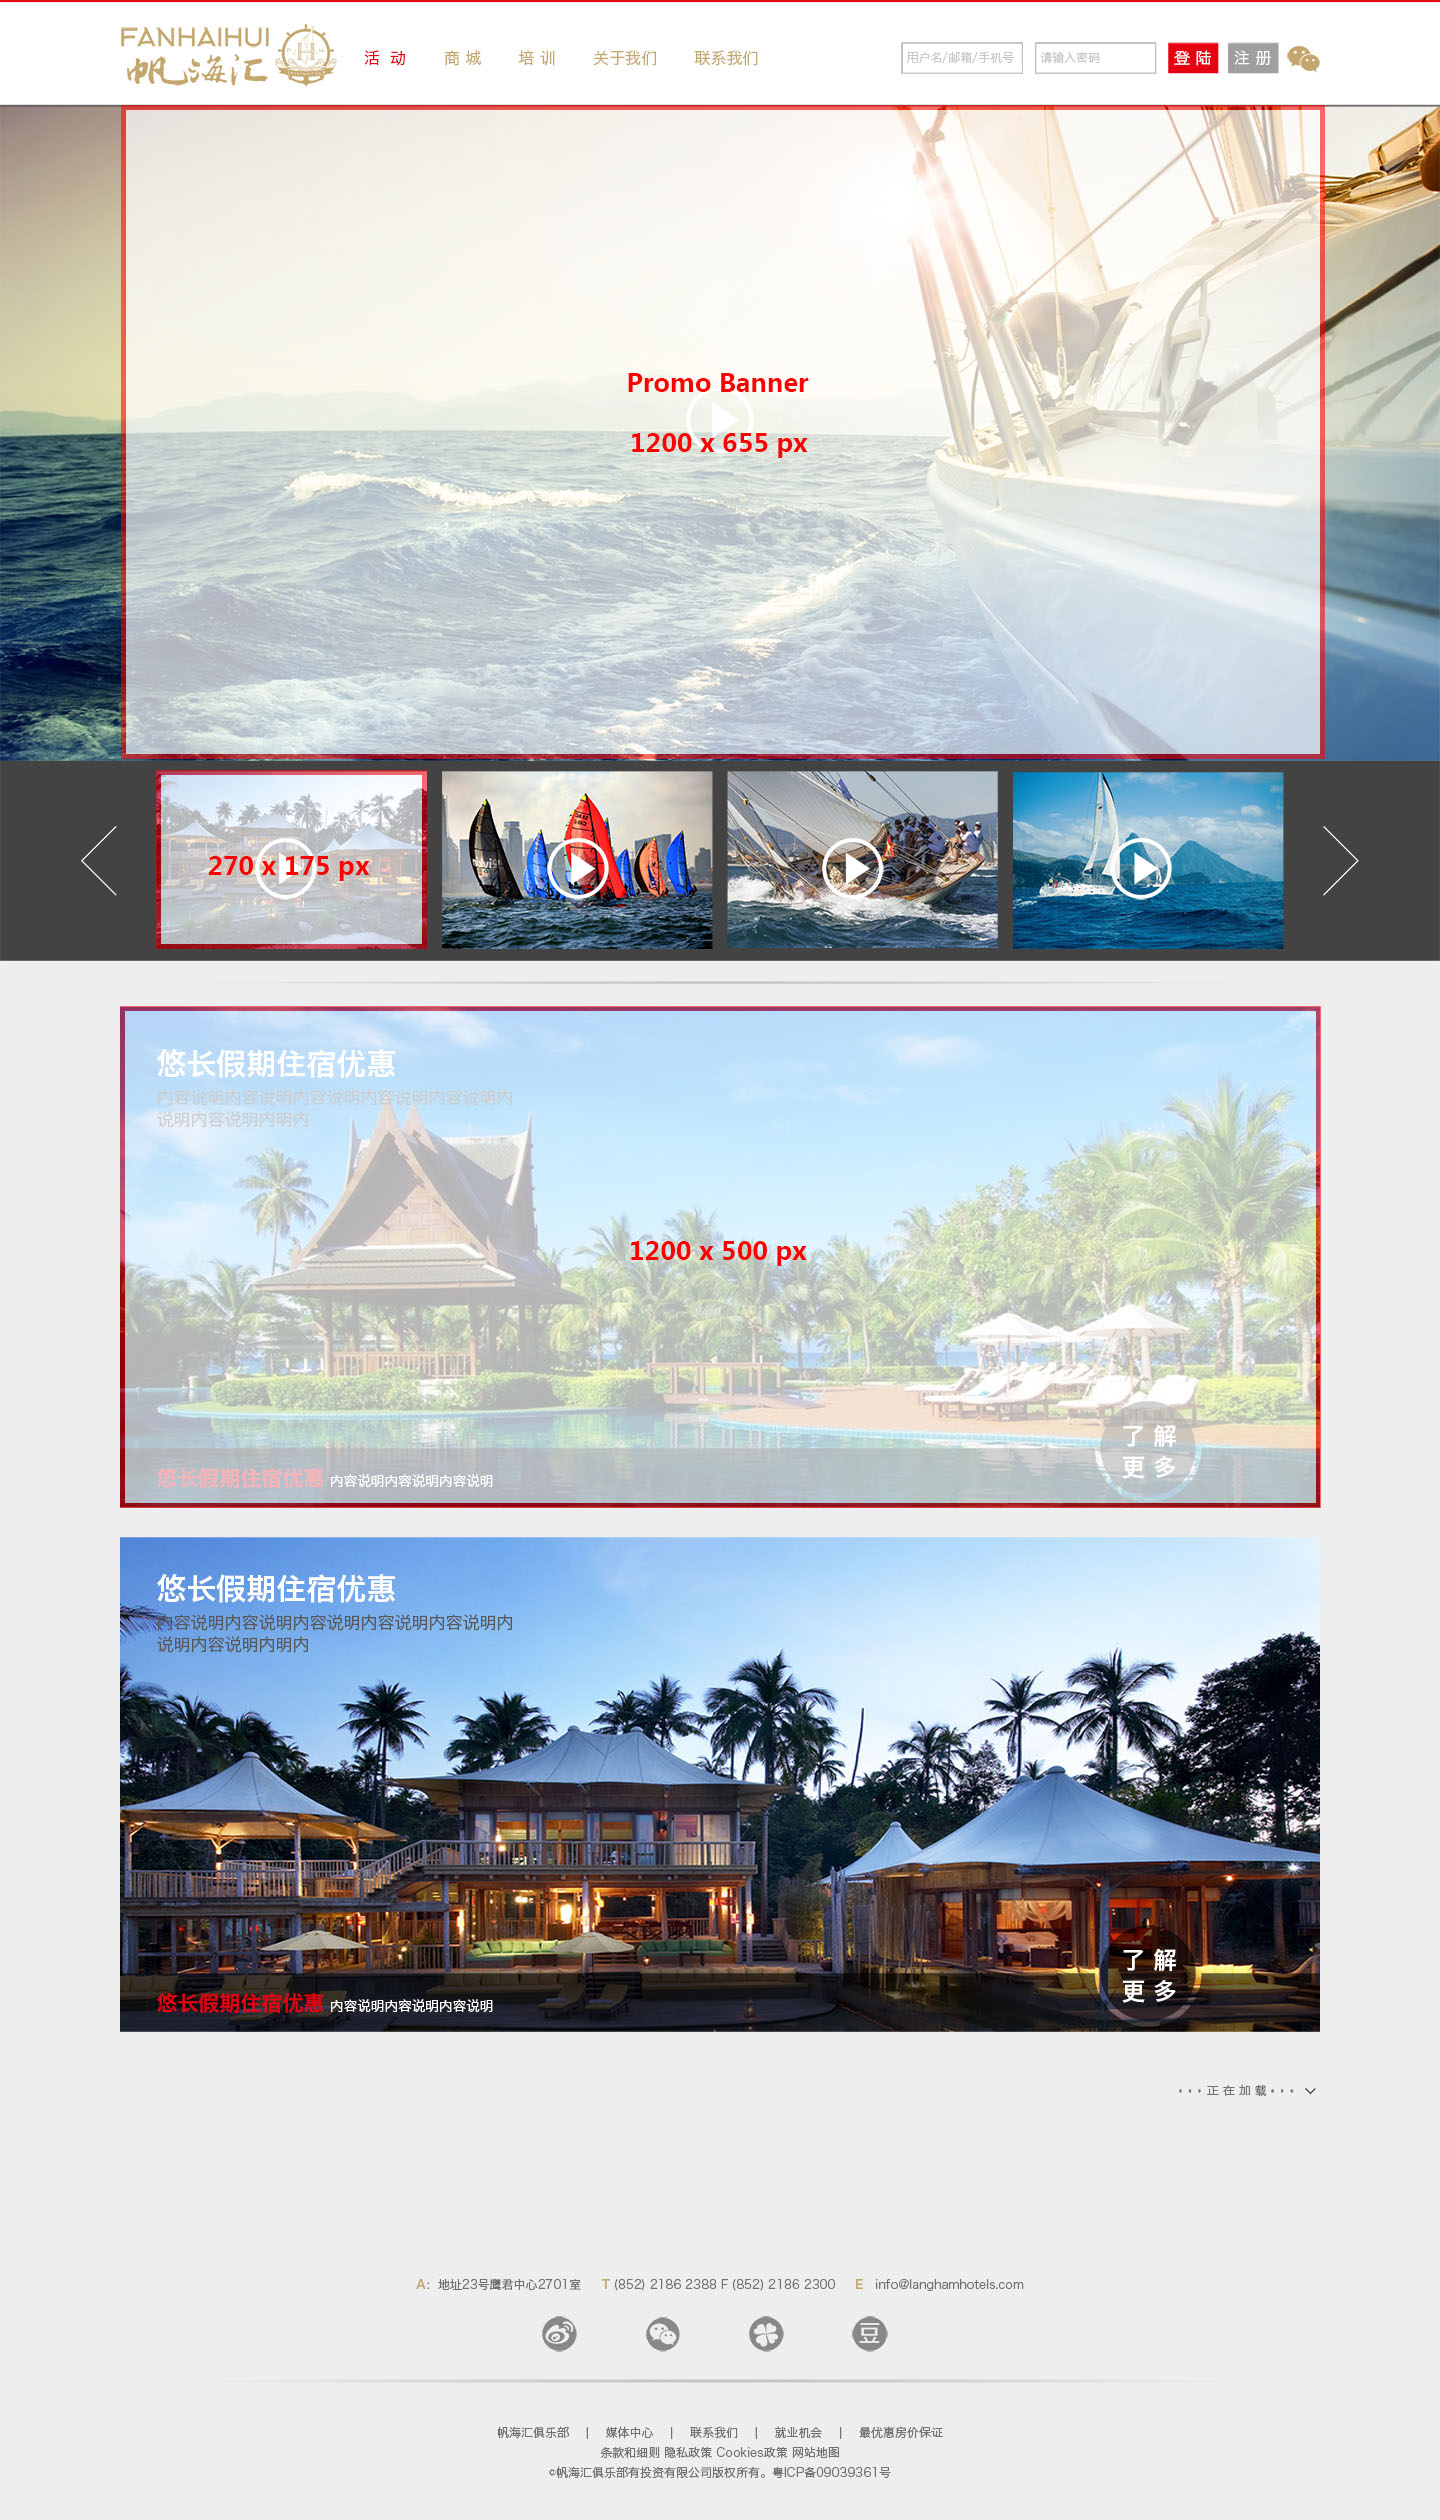 FANHAIHUI
帆海汇
活 动 商 城 培 训 关于我们 联系我们
用户名/邮箱/手机号 请输入密码 登 陆 注 册
Promo Banner
1200 x 655 px
270 x 175 px
悠长假期住宿优惠
内容说明内容说明内容说明内容说明内容说明内
说明内容说明内明内
1200 x 500 px
了 解
更 多
悠长假期住宿优惠 内容说明内容说明内容说明
悠长假期住宿优惠
内容说明内容说明内容说明内容说明内容说明内
说明内容说明内明内
了 解
更 多
悠长假期住宿优惠 内容说明内容说明内容说明
···正在加载···
A: 地址23号鹰君中心2701室 T (852) 2186 2388 F (852) 2186 2300 E info@langhamhotels.com
豆
帆海汇俱乐部 | 媒体中心 | 联系我们 | 就业机会 | 最优惠房价保证
条款和细则 隐私政策 Cookies政策 网站地图
©帆海汇俱乐部有投资有限公司版权所有。粤ICP备09039361号